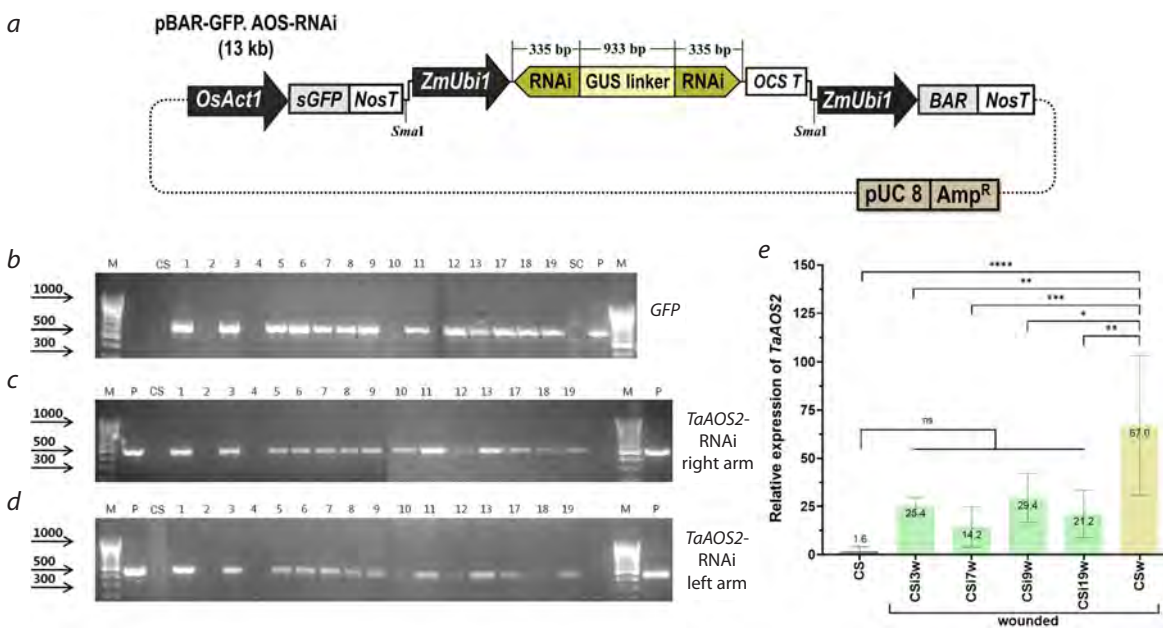 a
pBAR-GFP. AOS-RNAi
(13 kb)
335 bp 933 bp 335 bp
OsAct1 sGFP NosT ZmUbi1 RNAi GUS linker RNAi OCS T ZmUbi1 BAR NosT
SmaI SmaI
pUC 8 Amp^R
b
M CS 1 2 3 4 5 6 7 8 9 10 11 12 13 17 18 19 SC P M
1000
500
300
GFP
c
M P CS 1 2 3 4 5 6 7 8 9 10 11 12 13 17 18 19 M P
1000
500
300
TaAOS2-
RNAi
right arm
d
M P CS 1 2 3 4 5 6 7 8 9 10 11 12 13 17 18 19 M P
1000
500
300
TaAOS2-
RNAi
left arm
e
Relative expression of TaAOS2
150
125
100
75
50
25
0
****
**
***
*
**
ns
1.6 25.4 14.2 29.4 21.2 67.0
CS CSi3w CSi7w CSi9w CSi19w CSw
wounded